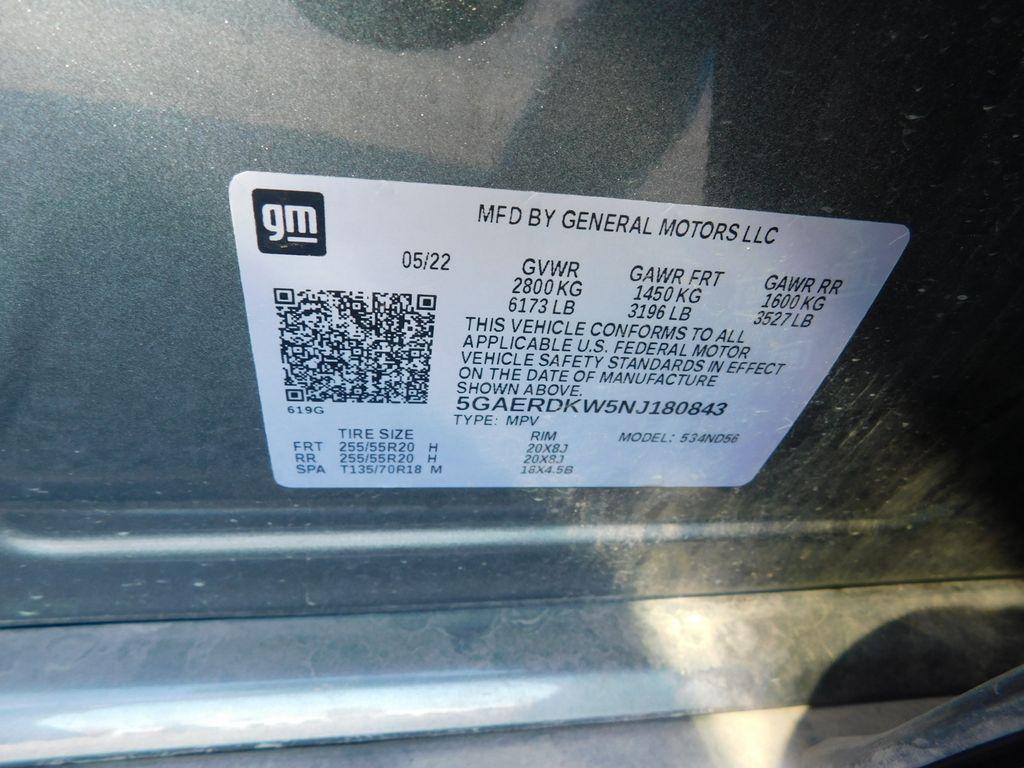 gm
MFD BY GENERAL MOTORS LLC
05/22 GVWR GAWR FRT GAWR RR
2800 KG 1450 KG 1600 KG
6173 LB 3196 LB 3527 LB
THIS VEHICLE CONFORMS TO ALL
APPLICABLE U.S. FEDERAL MOTOR
VEHICLE SAFETY STANDARDS IN EFFECT
ON THE DATE OF MANUFACTURE
SHOWN ABOVE.
619G 5GAERDKW5NJ180843
TYPE: MPV
TIRE SIZE RIM MODEL: 534ND56
FRT 255/55R20 H 20X8J
RR 255/55R20 H 20X8J
SPA T135/70R18 M 18X4.5B